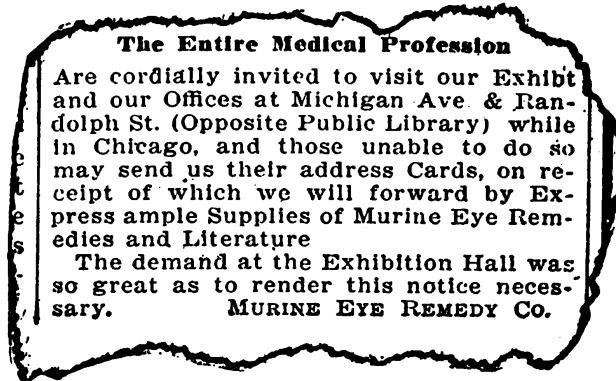 The Entire Medical Profession
Are cordially invited to visit our Exhibit
and our Offices at Michigan Ave & Ran-
dolph St. (Opposite Public Library) while
in Chicago, and those unable to do so
may send us their address Cards, on re-
ceipt of which we will forward by Ex-
press ample Supplies of Murine Eye Rem-
edies and Literature
The demand at the Exhibition Hall was
so great as to render this notice neces-
sary. MURINE EYE REMEDY CO.